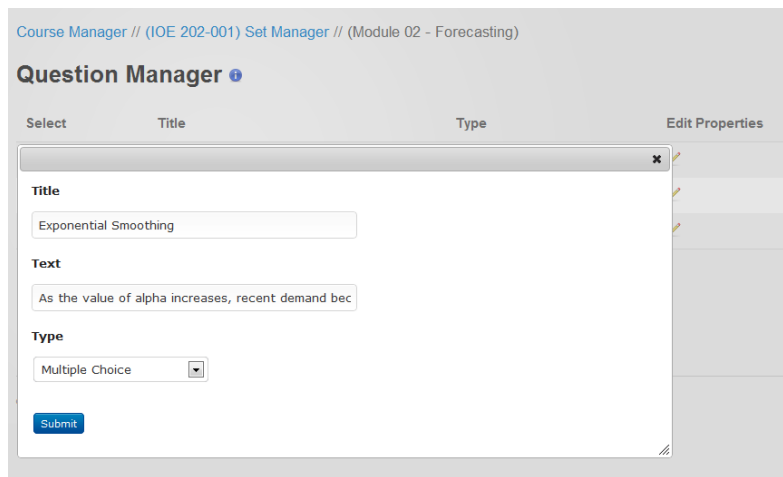 Course Manager // (IOE 202-001) Set Manager // (Module 02 - Forecasting)
Question Manager
Select Title Type Edit Properties
Title
Exponential Smoothing
Text
As the value of alpha increases, recent demand bec
Type
Multiple Choice
Submit